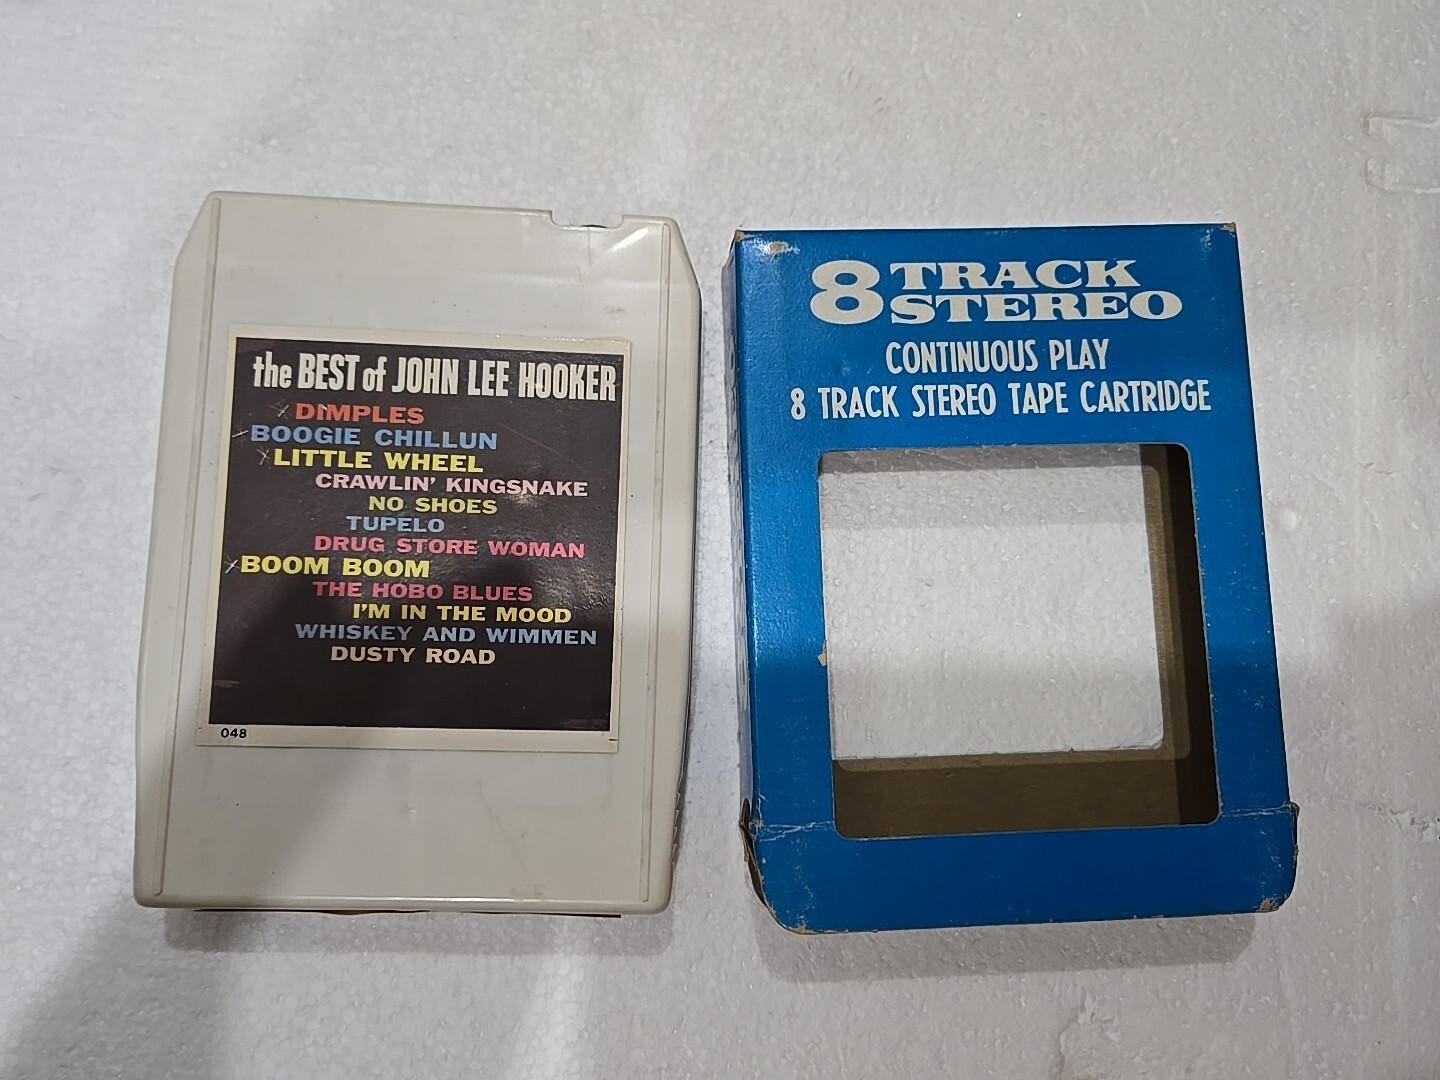 the BEST of JOHN LEE HOOKER
DIMPLES
BOOGIE CHILLUN
LITTLE WHEEL
CRAWLIN' KINGSNAKE
NO SHOES
TUPELO
DRUG STORE WOMAN
BOOM BOOM
THE HOBO BLUES
I'M IN THE MOOD
WHISKEY AND WIMMEN
DUSTY ROAD
048
8 TRACK
STEREO
CONTINUOUS PLAY
8 TRACK STEREO TAPE CARTRIDGE